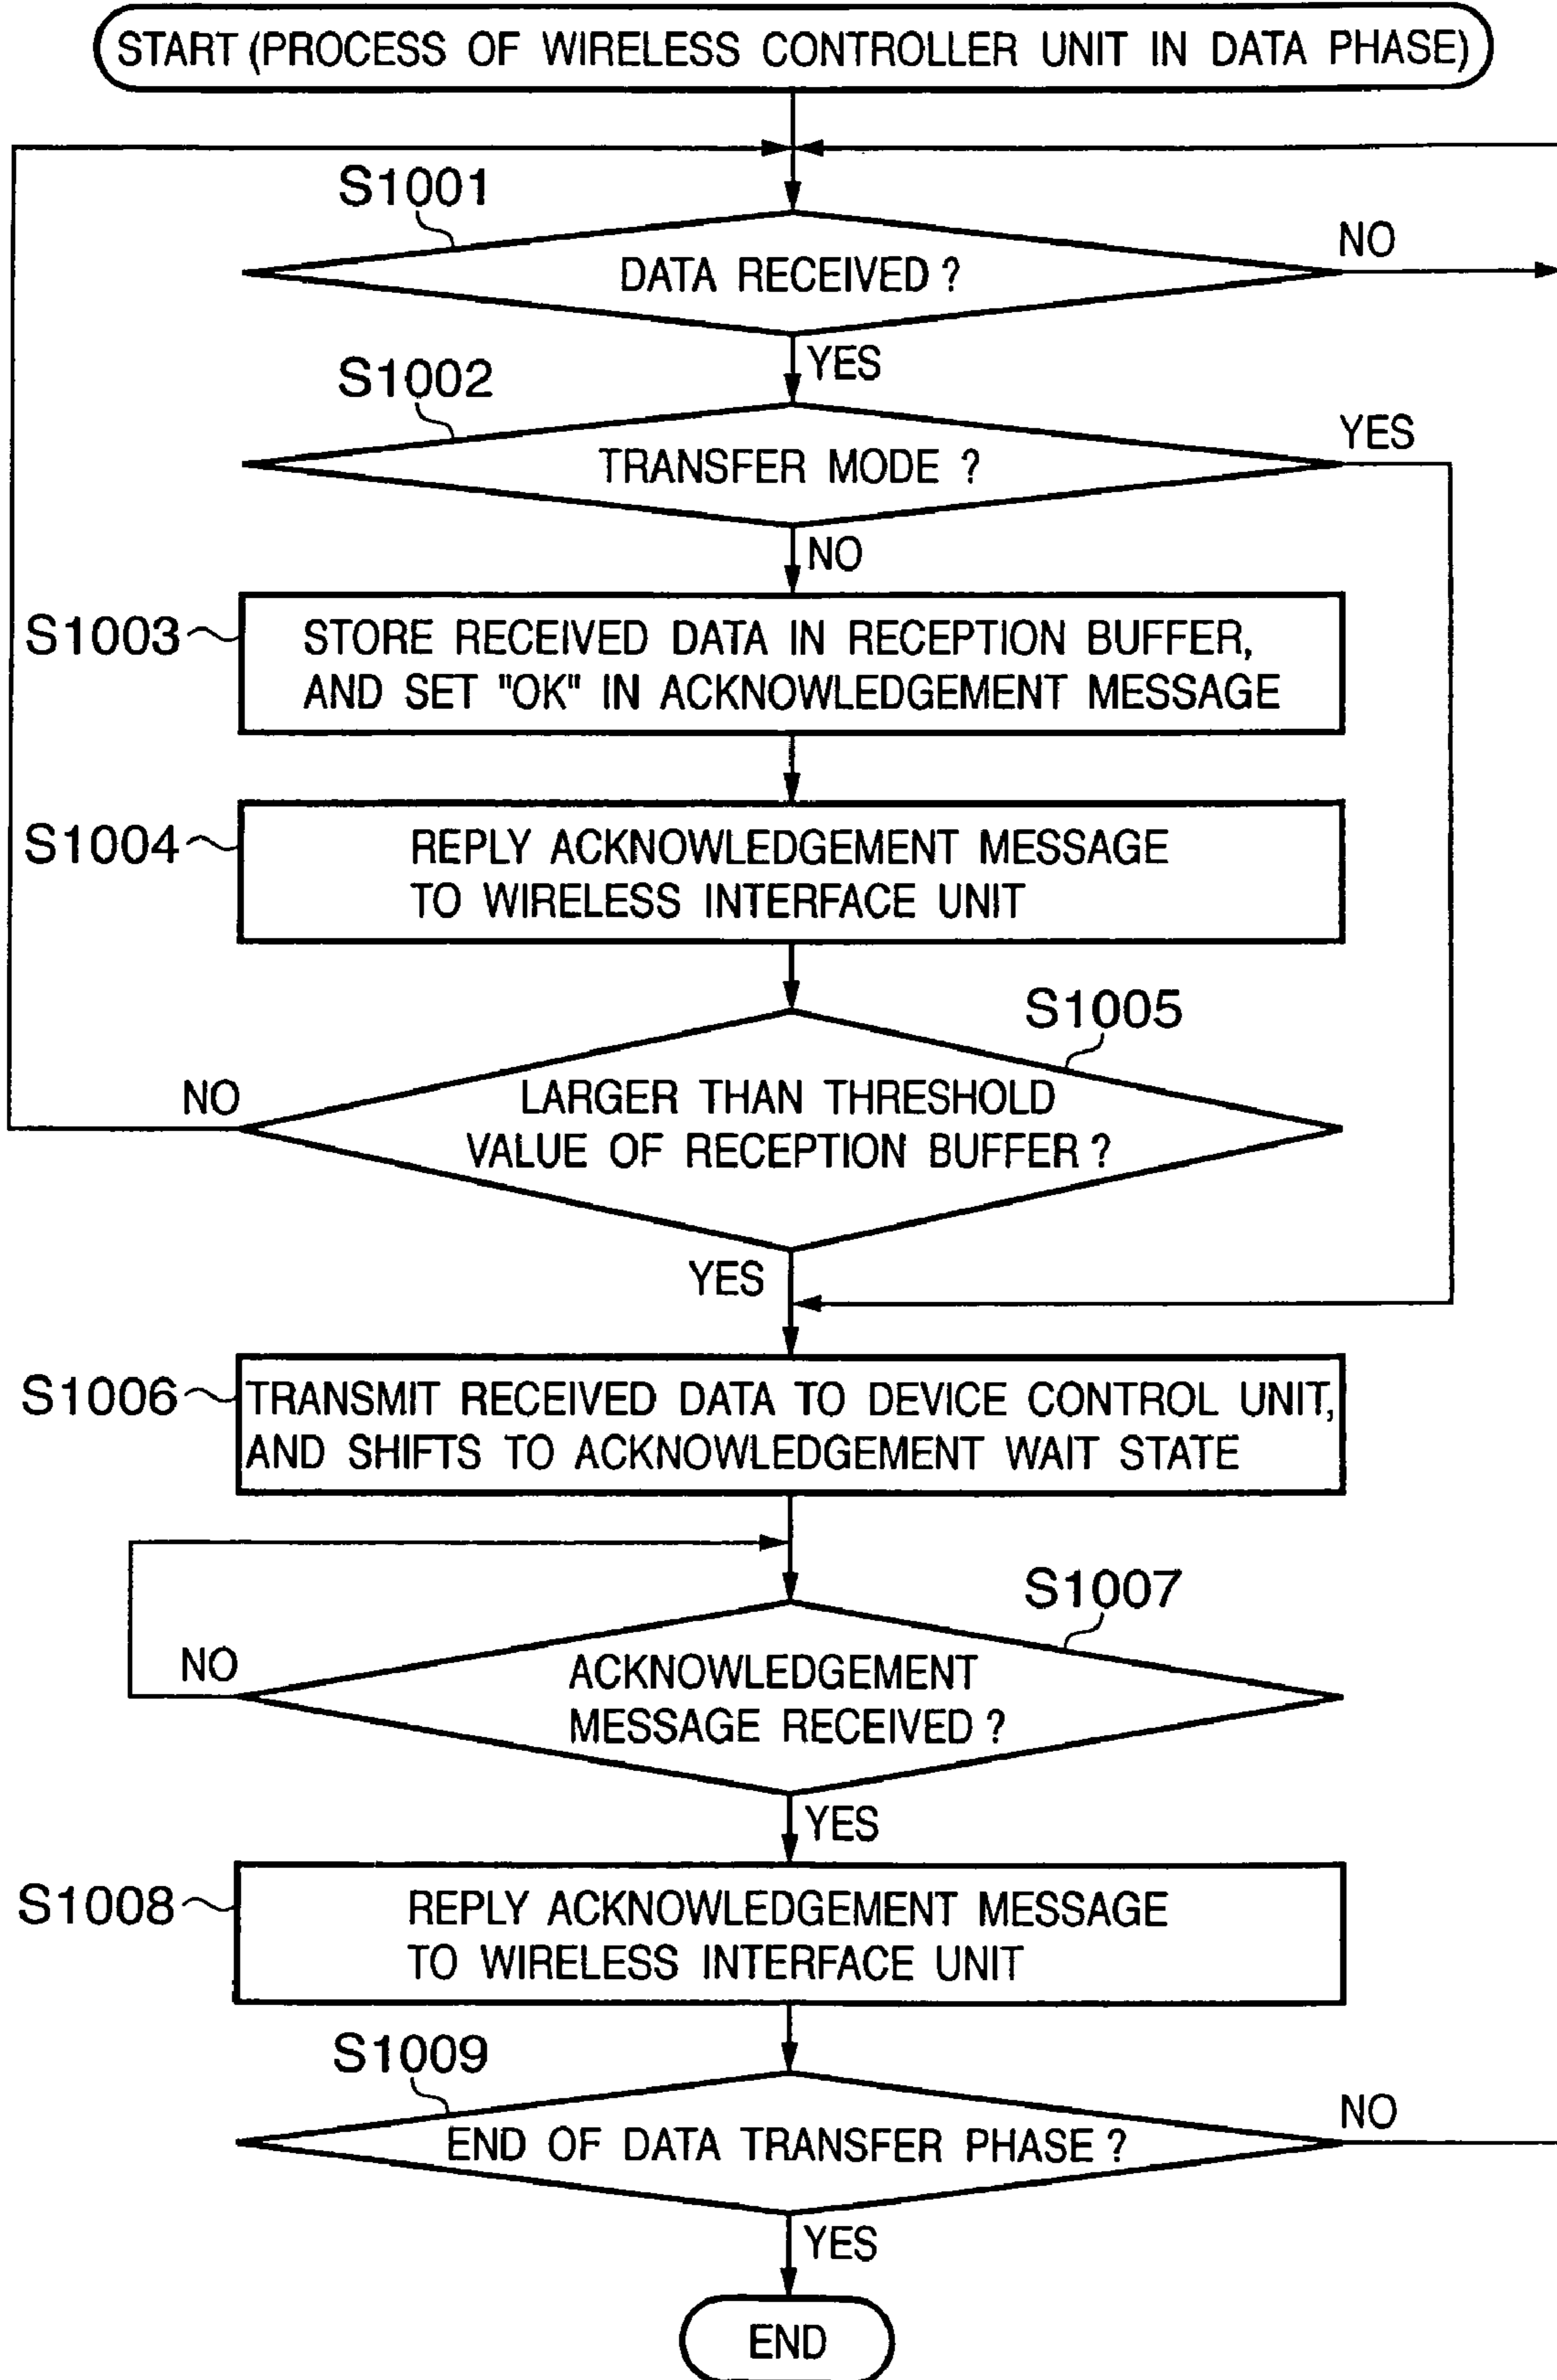 START (PROCESS OF WIRELESS CONTROLLER UNIT IN DATA PHASE)
S1001
DATA RECEIVED ?
NO
YES
S1002
TRANSFER MODE ?
YES
NO
S1003
STORE RECEIVED DATA IN RECEPTION BUFFER,
AND SET "OK" IN ACKNOWLEDGEMENT MESSAGE
S1004
REPLY ACKNOWLEDGEMENT MESSAGE
TO WIRELESS INTERFACE UNIT
S1005
LARGER THAN THRESHOLD
VALUE OF RECEPTION BUFFER ?
NO
YES
S1006
TRANSMIT RECEIVED DATA TO DEVICE CONTROL UNIT,
AND SHIFTS TO ACKNOWLEDGEMENT WAIT STATE
S1007
ACKNOWLEDGEMENT
MESSAGE RECEIVED ?
NO
YES
S1008
REPLY ACKNOWLEDGEMENT MESSAGE
TO WIRELESS INTERFACE UNIT
S1009
END OF DATA TRANSFER PHASE ?
NO
YES
END